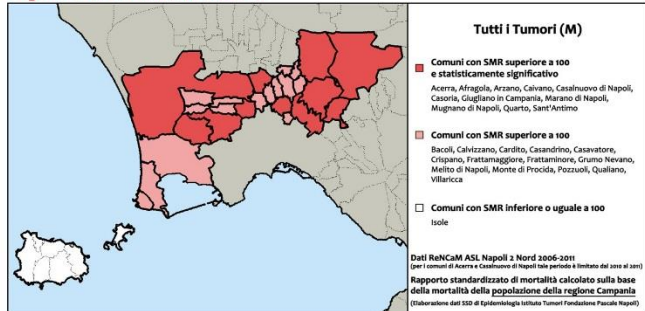 Tutti i Tumori (M)
Comuni con SMR superiore a 100
e statisticamente significativo
Acerra, Afragola, Arzano, Caivano, Casalnuovo di Napoli,
Casoria, Giugliano in Campania, Marano di Napoli,
Mugnano di Napoli, Quarto, Sant'Antimo
Comuni con SMR superiore a 100
Bacoli, Calvizzano, Cardito, Casandrino, Casavatore,
Crispano, Frattamaggiore, Frattaminore, Grumo Nevano,
Melito di Napoli, Monte di Procida, Pozzuoli, Qualiano,
Villaricca
Comuni con SMR inferiore o uguale a 100
Isole
Dati ReNCaM ASL Napoli 2 Nord 2006-2011
(per i comuni di Acerra e Casalnuovo di Napoli tale periodo è limitato dal 2010 al 2011)
Rapporto standardizzato di mortalità calcolato sulla base
della mortalità della popolazione della regione Campania
(Elaborazione dati SSD di Epidemiologia Istituto Tumori Fondazione Pascale Napoli)